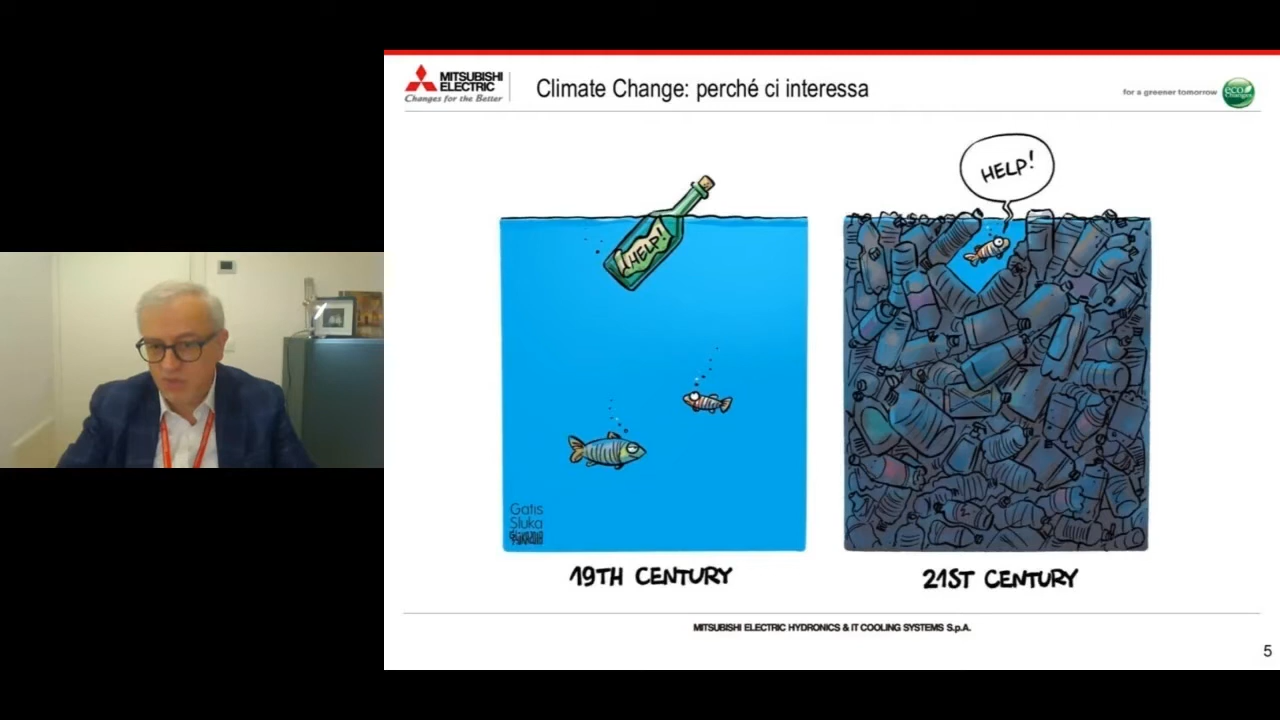 MITSUBISHI
ELECTRIC
Changes for the Better
Climate Change: perché ci interessa
for a greener tomorrow
eco
Changes
HELP!
HELP!
Gatis
Sluka
19TH CENTURY
21ST CENTURY
MITSUBISHI ELECTRIC HYDRONICS & IT COOLING SYSTEMS S.p.A.
5